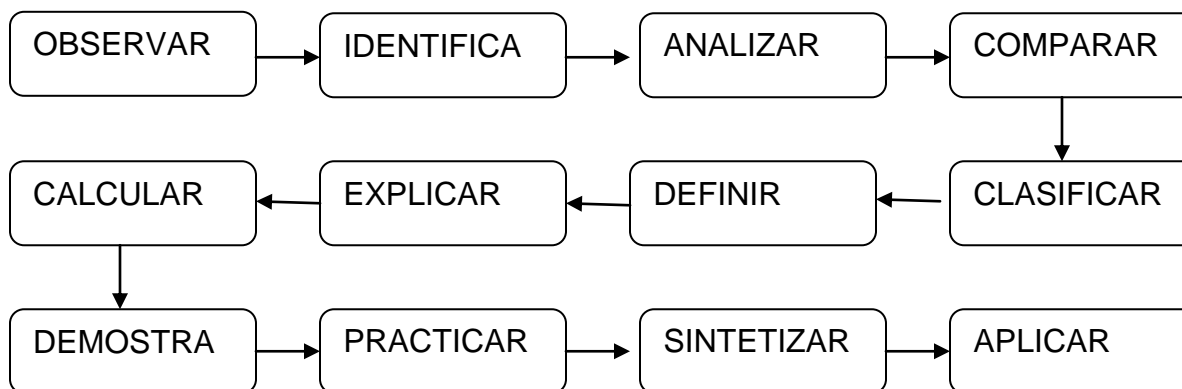 OBSERVAR
IDENTIFICA
ANALIZAR
COMPARAR
CALCULAR
EXPLICAR
DEFINIR
CLASIFICAR
DEMOSTRA
PRACTICAR
SINTETIZAR
APLICAR